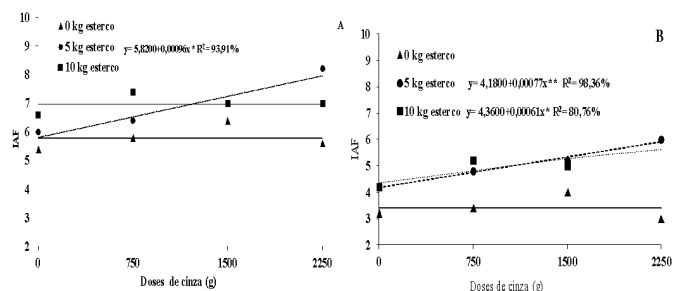 A
IAF
10
9
8
7
6
5
4
3
2
0 kg esterco
5 kg esterco y= 5,8200+0,00096x* R²= 93,91%
10 kg esterco
0 750 1500 2250
Doses de cinza (g)
B
IAF
10
9
8
7
6
5
4
3
2
0 kg esterco
5 kg esterco y= 4,1800+0,00077x** R²= 98,36%
10 kg esterco y= 4,3600+0,00061x* R²= 80,76%
0 750 1500 2250
Doses de cinza (g)